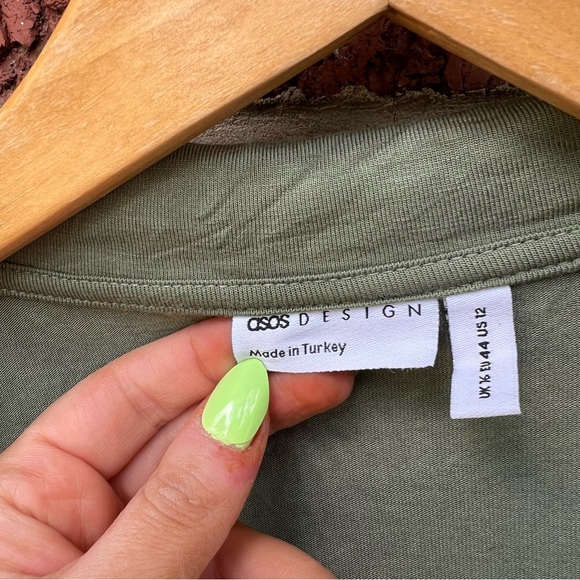 asos DESIGN
Made in Turkey
UK 16 EU 44 US 12